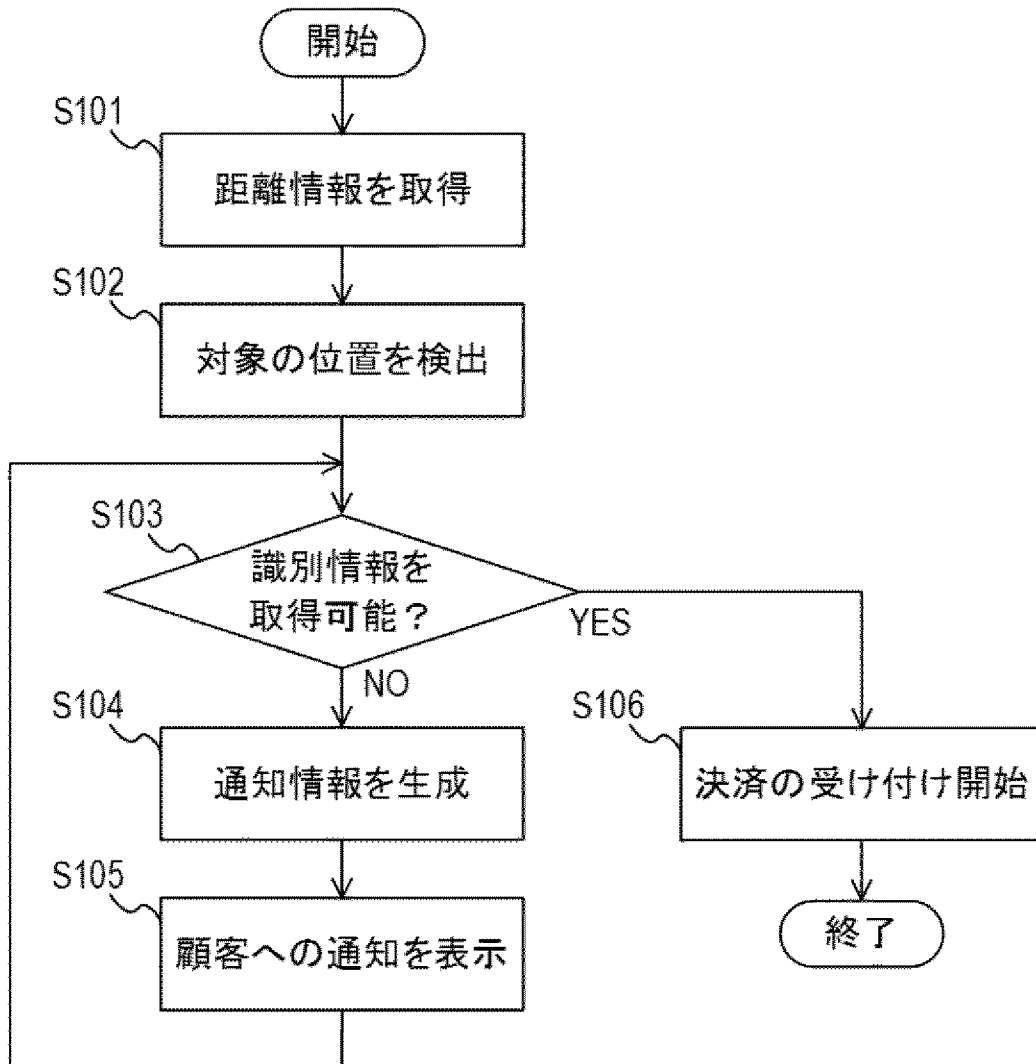 開始
S101
距離情報を取得
S102
対象の位置を検出
S103
識別情報を
取得可能？
YES
NO
S104
通知情報を生成
S106
決済の受け付け開始
S105
顧客への通知を表示
終了